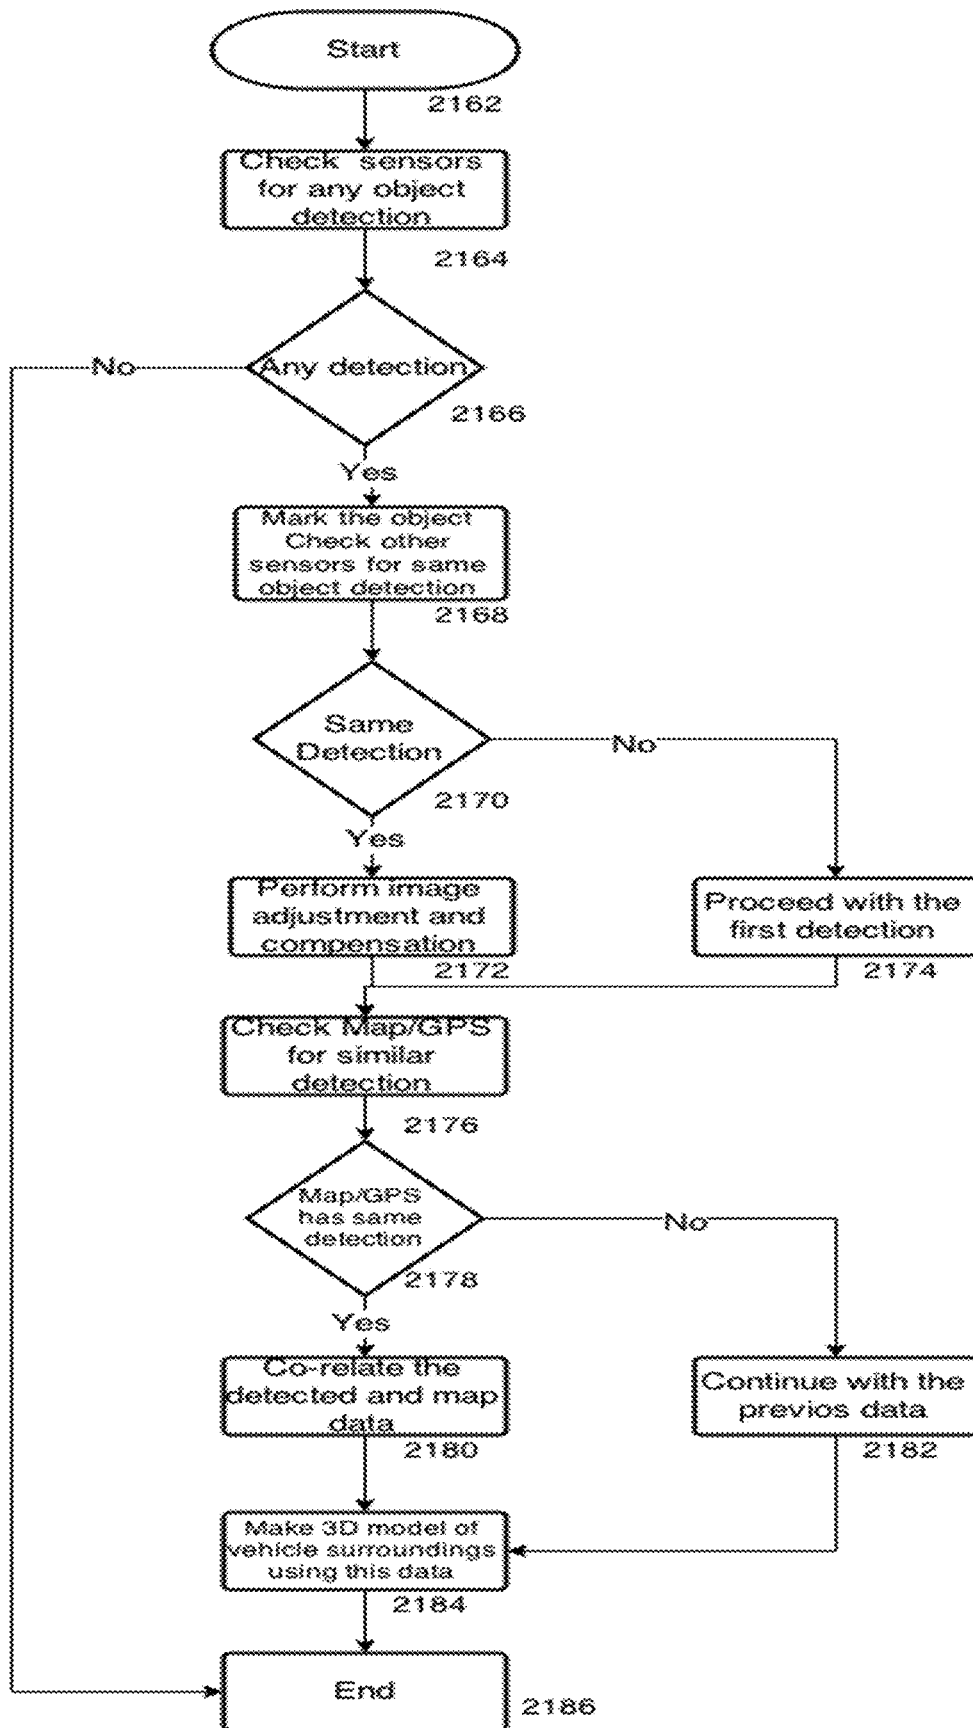 Start
2162
Check sensors
for any object
detection
2164
Any detection
No
2166
Yes
Mark the object
Check other
sensors for same
object detection
2168
Same
Detection
No
2170
Yes
Perform image
adjustment and
compensation
2172
Proceed with the
first detection
2174
Check Map/GPS
for similar
detection
2176
Map/GPS
has same
detection
No
2178
Yes
Co-relate the
detected and map
data
2180
Continue with the
previos data
2182
Make 3D model of
vehicle surroundings
using this data
2184
End
2186